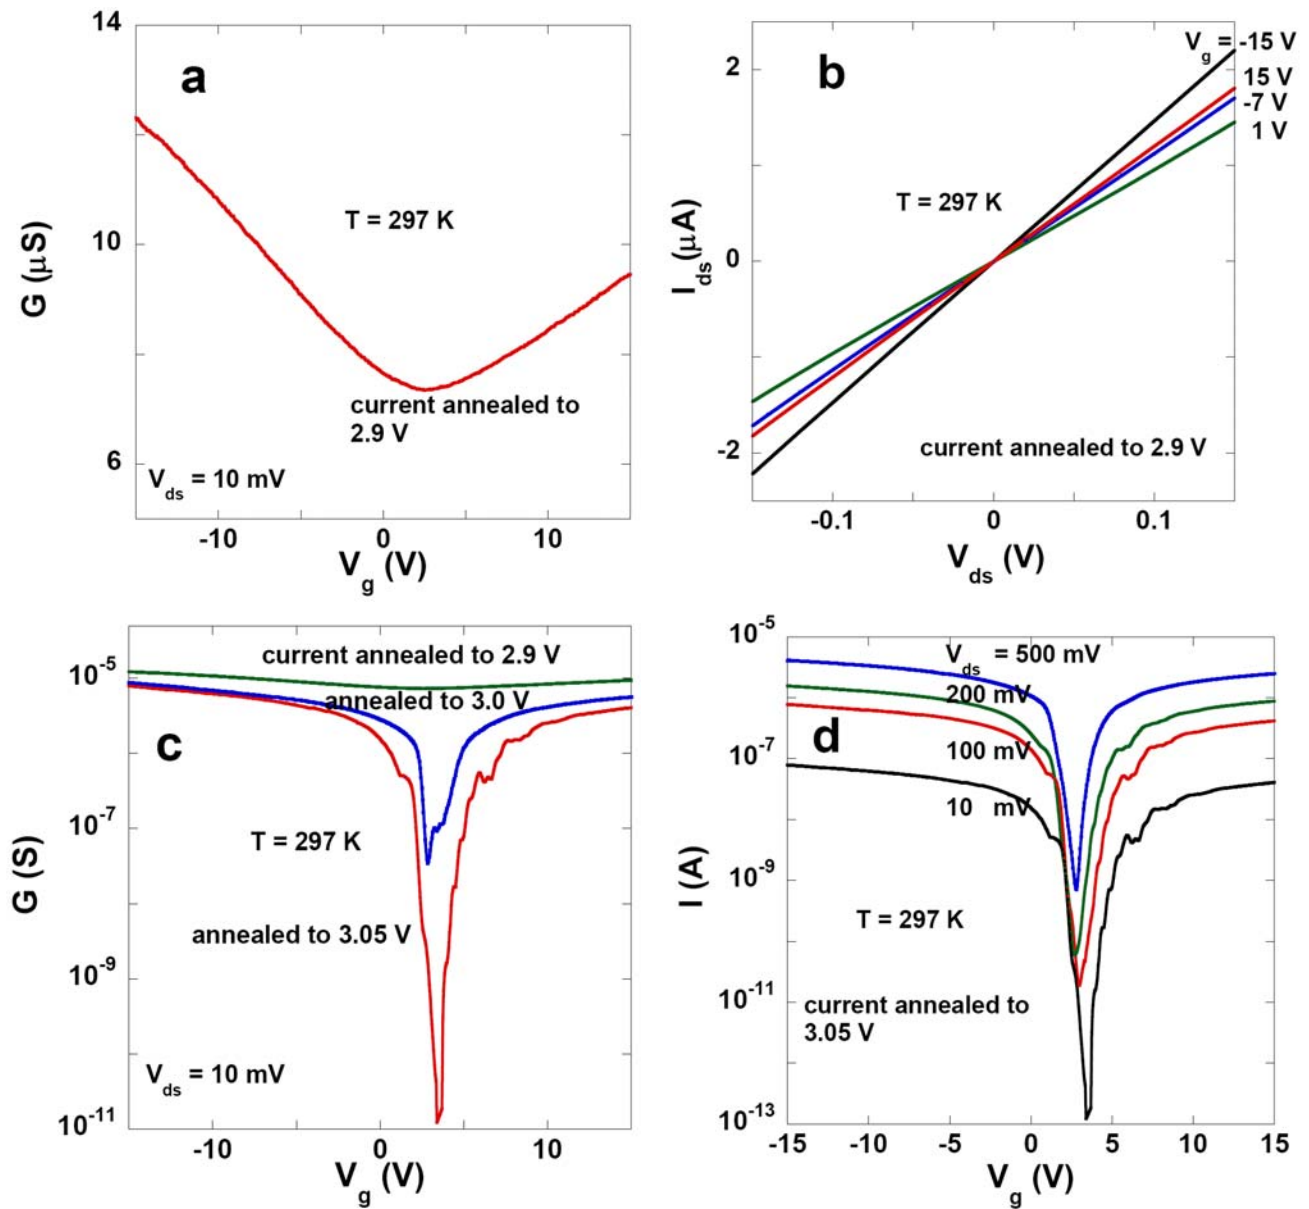 14
a
10
6
G (μS)
T = 297 K
current annealed to
2.9 V
V_ds = 10 mV
-10
0
10
V_g (V)
b
V_g = -15 V
15 V
-7 V
1 V
2
0
-2
I_ds (μA)
T = 297 K
current annealed to 2.9 V
-0.1
0
0.1
V_ds (V)
10^-5
10^-7
10^-9
10^-11
G (S)
current annealed to 2.9 V
annealed to 3.0 V
c
T = 297 K
annealed to 3.05 V
V_ds = 10 mV
-10
0
10
V_g (V)
10^-5
10^-7
10^-9
10^-11
10^-13
I (A)
V_ds = 500 mV
200 mV
100 mV
10 mV
d
T = 297 K
current annealed to
3.05 V
-15
-10
-5
0
5
10
15
V_g (V)